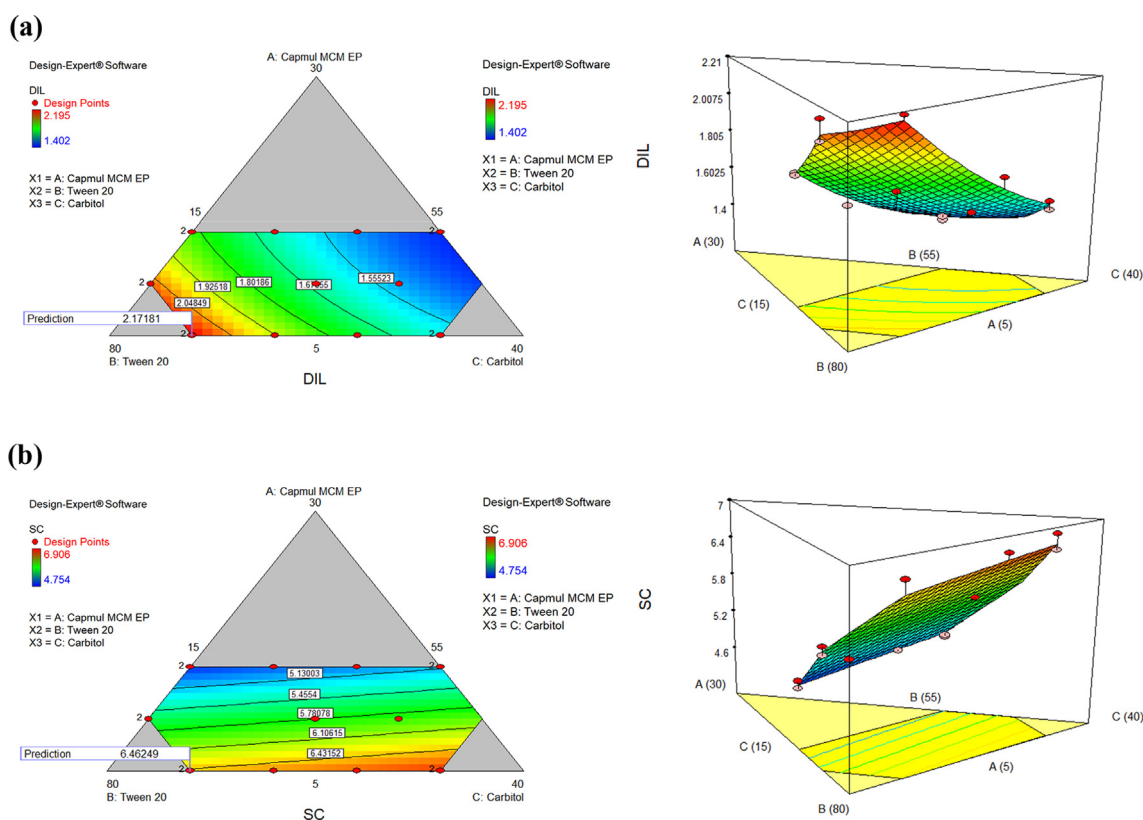 (a)
Design-Expert® Software
DIL
Design Points
2.195
1.402
X1 = A: Capmul MCM EP
X2 = B: Tween 20
X3 = C: Carbitol
A: Capmul MCM EP
30
Design-Expert® Software
DIL
2.195
1.402
X1 = A: Capmul MCM EP
X2 = B: Tween 20
X3 = C: Carbitol
15
55
2
2
2
2
2
1.92518
1.80186
1.55523
2.04849
Prediction 2.17181
80
5
40
B: Tween 20
C: Carbitol
DIL
2.21
2.0075
1.805
1.6025
1.4
DIL
A (30)
B (55)
C (40)
C (15)
A (5)
B (80)
(b)
Design-Expert® Software
SC
Design Points
6.906
4.754
X1 = A: Capmul MCM EP
X2 = B: Tween 20
X3 = C: Carbitol
A: Capmul MCM EP
30
Design-Expert® Software
SC
6.906
4.754
X1 = A: Capmul MCM EP
X2 = B: Tween 20
X3 = C: Carbitol
15
55
2
2
2
2
2
5.13003
5.4554
5.78078
6.10615
6.43152
Prediction 6.46249
80
5
40
B: Tween 20
C: Carbitol
SC
7
6.4
5.8
5.2
4.6
SC
A (30)
B (55)
C (40)
C (15)
A (5)
B (80)